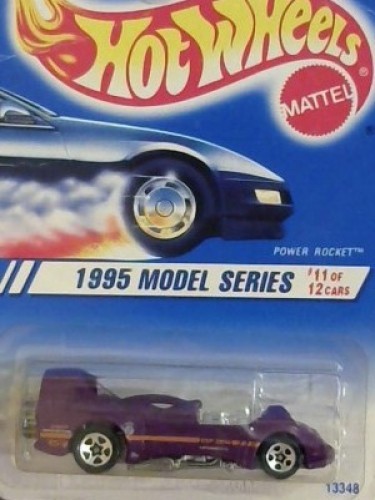 HOT WHEELS
MATTEL
®
POWER ROCKET™
1995 MODEL SERIES
#11 OF
12 CARS
13348